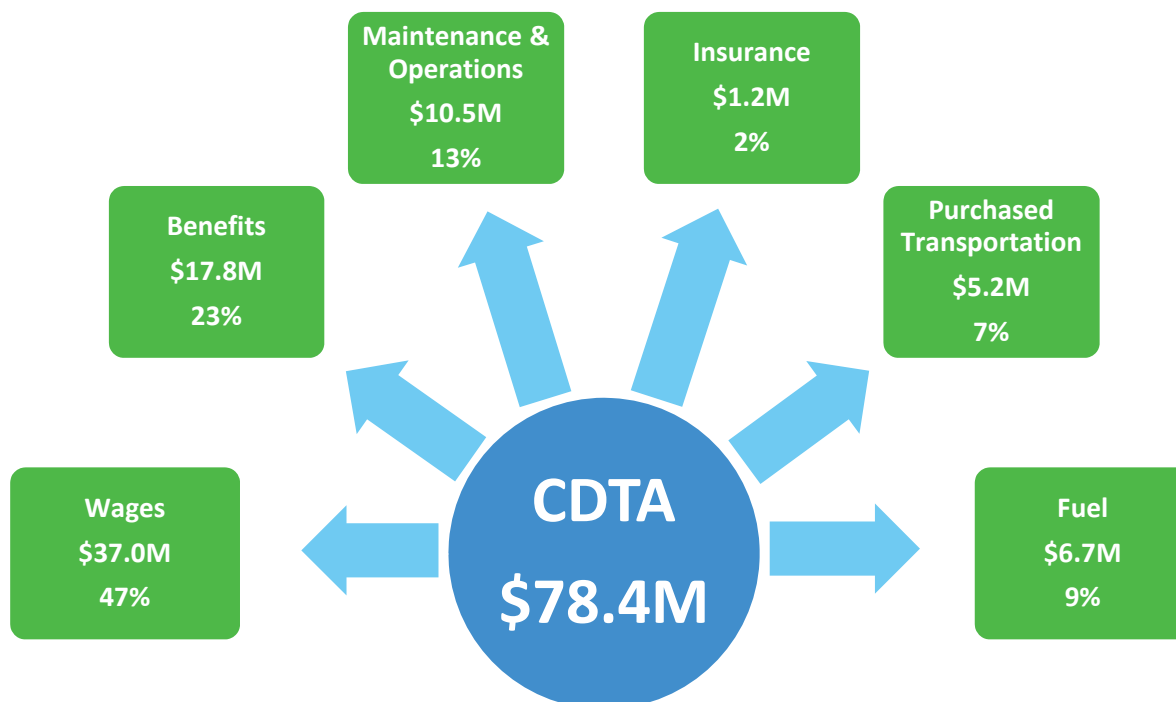 Maintenance &
Operations
$10.5M
13%
Insurance
$1.2M
2%
Benefits
$17.8M
23%
Purchased
Transportation
$5.2M
7%
Wages
$37.0M
47%
CDTA
$78.4M
Fuel
$6.7M
9%